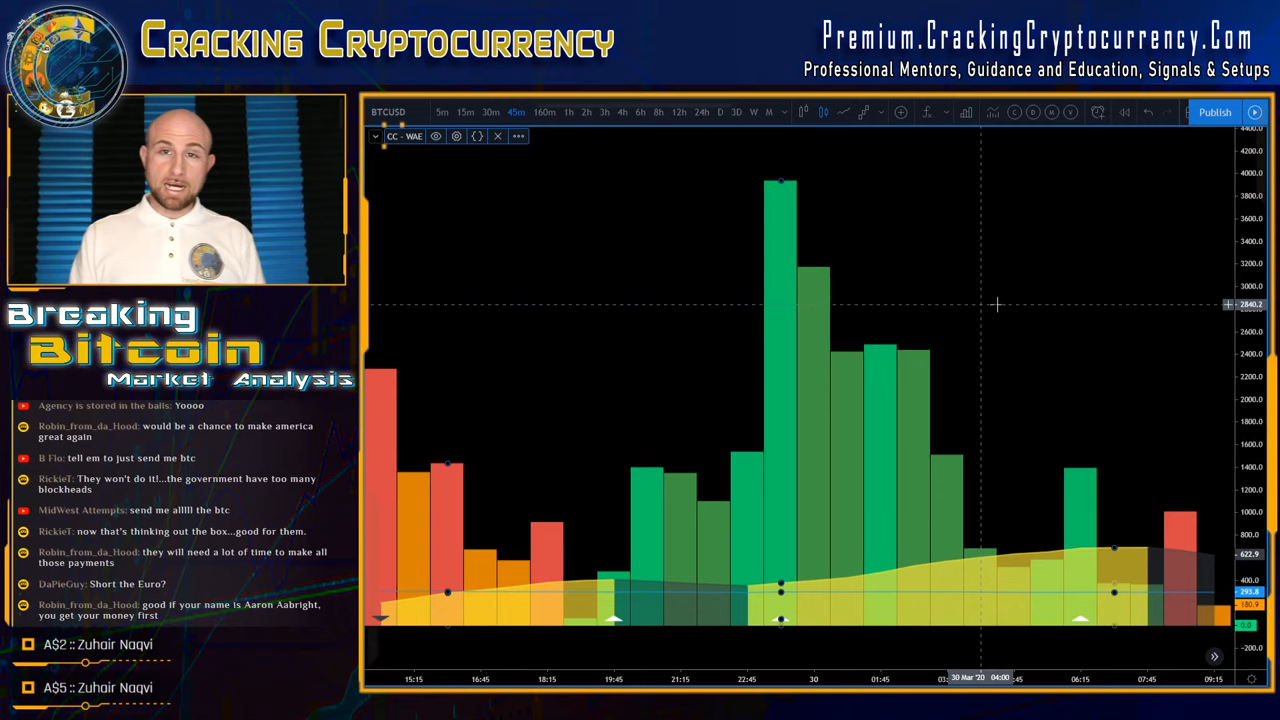 Cracking Cryptocurrency
Premium.CrackingCryptocurrency.Com
Professional Mentors, Guidance and Education, Signals & Setups
BTCUSD 5m 15m 30m 45m 160m 1h 2h 3h 4h 6h 8h 12h 24h D 3D W M Publish
CC - WAE
4400.0
4200.0
4000.0
3800.0
3600.0
3400.0
3200.0
3000.0
2840.2
2600.0
2400.0
2200.0
2000.0
1800.0
1600.0
1400.0
1200.0
1000.0
800.0
622.9
400.0
293.8
180.9
0.0
-200.0
15:15 16:45 18:15 19:45 21:15 22:45 30 01:45 03: 30 Mar '20 04:00 :45 06:15 07:45 09:15
Breaking
Bitcoin
Market Analysis
Agency is stored in the balls: Yoooo
Robin_from_da_Hood: would be a chance to make america
great again
B Flo: tell em to just send me btc
RickieT: They won't do it!...the government have too many
blockheads
MidWest Attempts: send me alllll the btc
RickieT: now that's thinking out the box...good for them.
Robin_from_da_Hood: they will need a lot of time to make all
those payments
DaPieGuy: Short the Euro?
Robin_from_da_Hood: good if your name is Aaron Aabright,
you get your money first
A$2 :: Zuhair Naqvi
A$5 :: Zuhair Naqvi